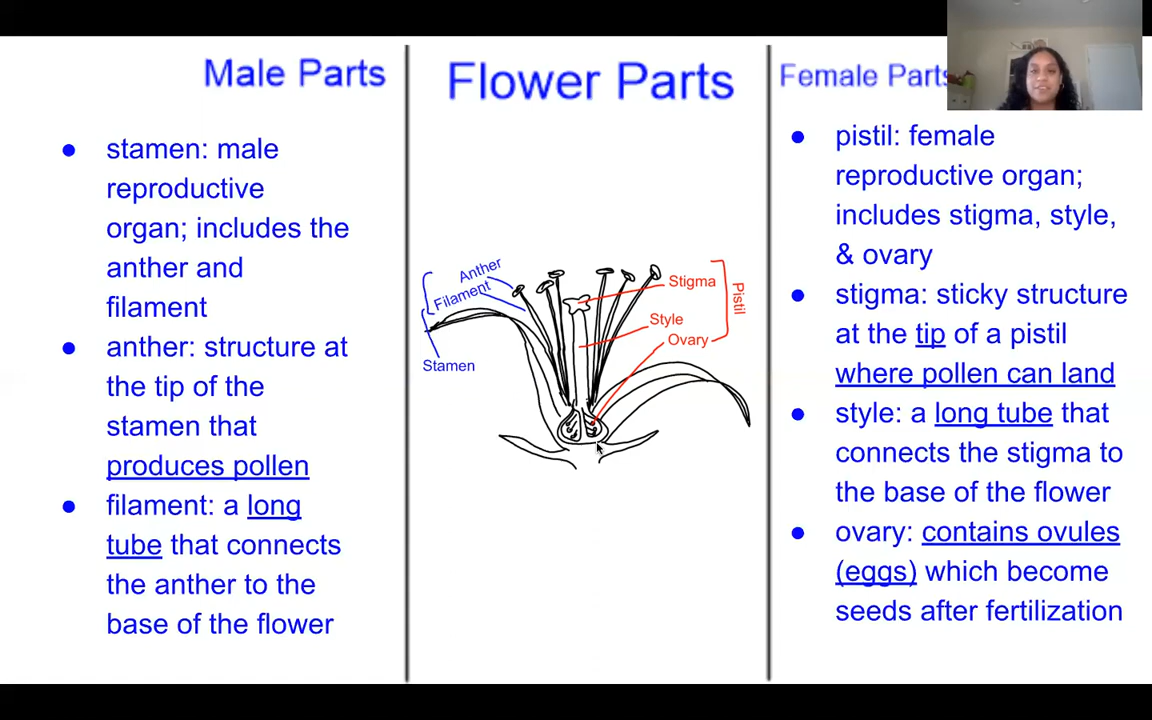 Male Parts
● stamen: male
reproductive
organ; includes the
anther and
filament
● anther: structure at
the tip of the
stamen that
produces pollen
● filament: a long
tube that connects
the anther to the
base of the flower
Flower Parts
Anther
Filament
Stamen
Stigma
Style
Ovary
Pistil
Female Parts
● pistil: female
reproductive organ;
includes stigma, style,
& ovary
● stigma: sticky structure
at the tip of a pistil
where pollen can land
● style: a long tube that
connects the stigma to
the base of the flower
● ovary: contains ovules
(eggs) which become
seeds after fertilization